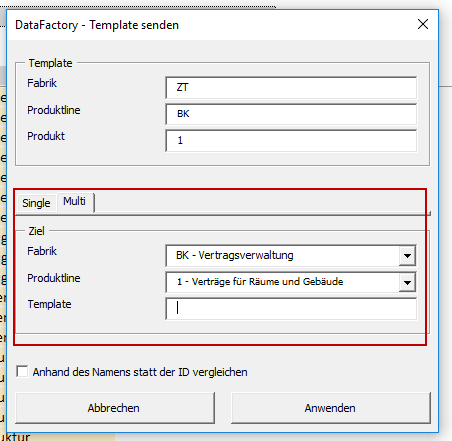 DataFactory - Template senden
Template
Fabrik ZT
Produktline BK
Produkt 1
Single Multi
Ziel
Fabrik BK - Vertragsverwaltung
Produktline 1 - Verträge für Räume und Gebäude
Template
Anhand des Namens statt der ID vergleichen
Abbrechen Anwenden